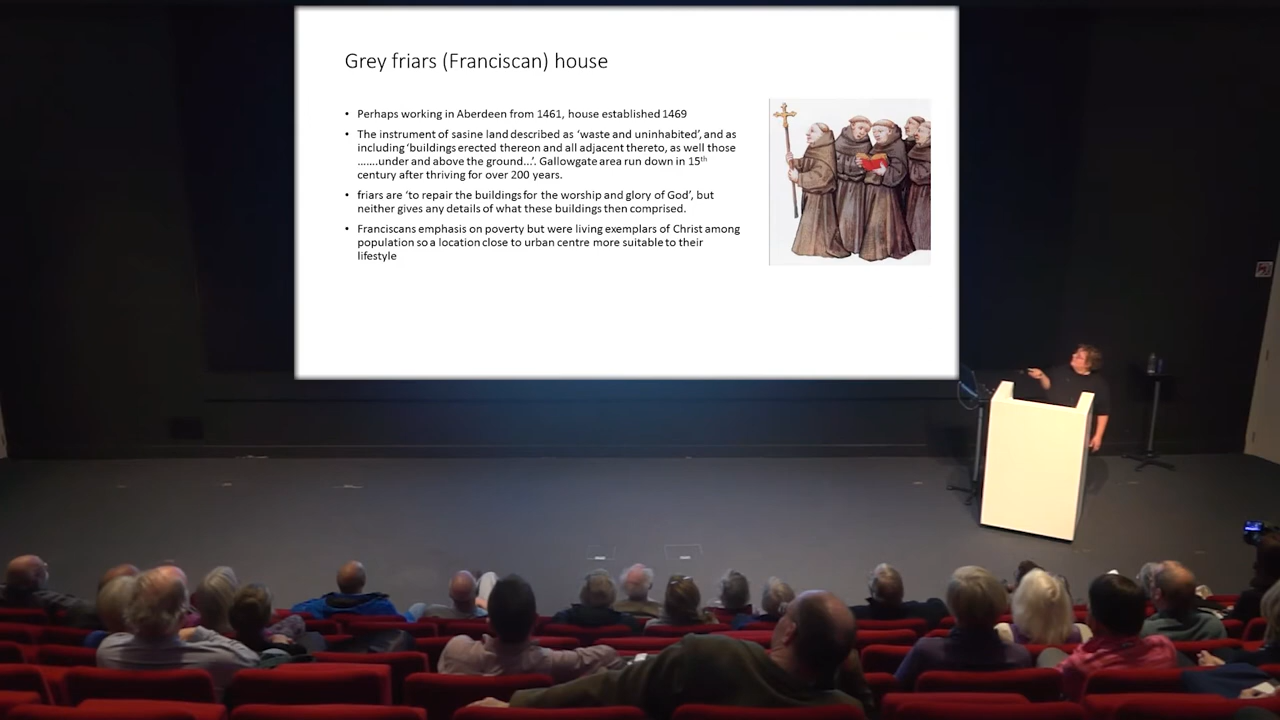 Grey friars (Franciscan) house
• Perhaps working in Aberdeen from 1461, house established 1469
• The instrument of sasine land described as ‘waste and uninhabited’, and as
including ‘buildings erected thereon and all adjacent thereto, as well those
…….under and above the ground...’. Gallowgate area run down in 15th
century after thriving for over 200 years.
• friars are ‘to repair the buildings for the worship and glory of God’, but
neither gives any details of what these buildings then comprised.
• Franciscans emphasis on poverty but were living exemplars of Christ among
population so a location close to urban centre more suitable to their
lifestyle